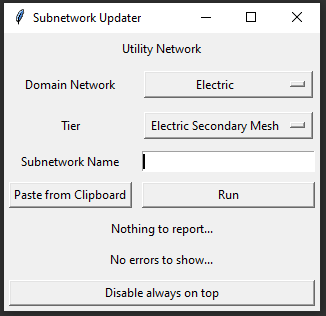 Subnetwork Updater
Utility Network
Domain Network Electric
Tier Electric Secondary Mesh
Subnetwork Name
Paste from Clipboard Run
Nothing to report...
No errors to show...
Disable always on top